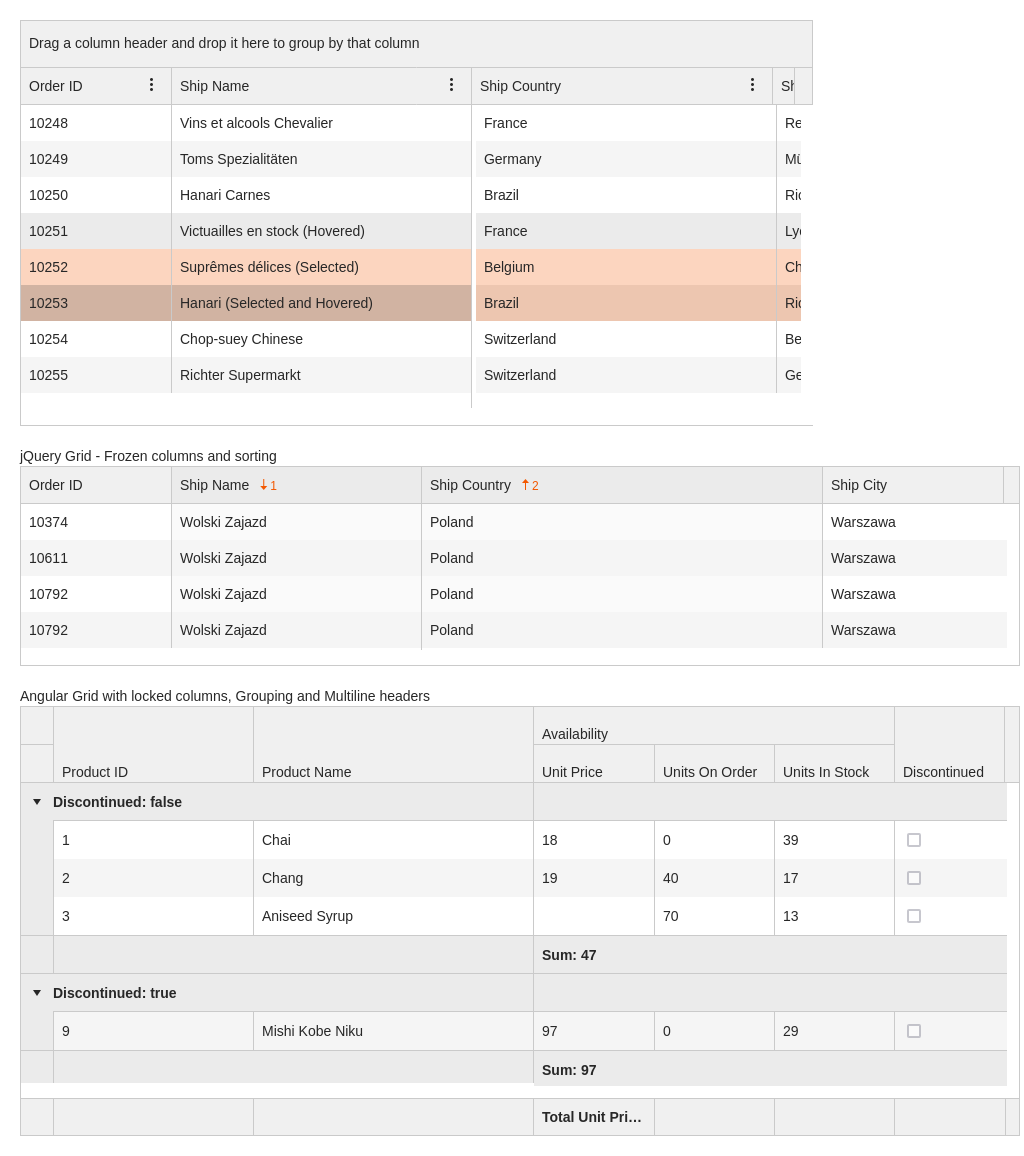 Drag a column header and drop it here to group by that column
Order ID Ship Name Ship Country Sh
10248 Vins et alcools Chevalier France Re
10249 Toms Spezialitäten Germany Mü
10250 Hanari Carnes Brazil Ric
10251 Victuailles en stock (Hovered) France Lyo
10252 Suprêmes délices (Selected) Belgium Ch
10253 Hanari (Selected and Hovered) Brazil Ric
10254 Chop-suey Chinese Switzerland Be
10255 Richter Supermarkt Switzerland Ge
jQuery Grid - Frozen columns and sorting
Order ID Ship Name 1 Ship Country 2 Ship City
10374 Wolski Zajazd Poland Warszawa
10611 Wolski Zajazd Poland Warszawa
10792 Wolski Zajazd Poland Warszawa
10792 Wolski Zajazd Poland Warszawa
Angular Grid with locked columns, Grouping and Multiline headers
Availability
Product ID Product Name Unit Price Units On Order Units In Stock Discontinued
Discontinued: false
1 Chai 18 0 39
2 Chang 19 40 17
3 Aniseed Syrup 70 13
Sum: 47
Discontinued: true
9 Mishi Kobe Niku 97 0 29
Sum: 97
Total Unit Pri…